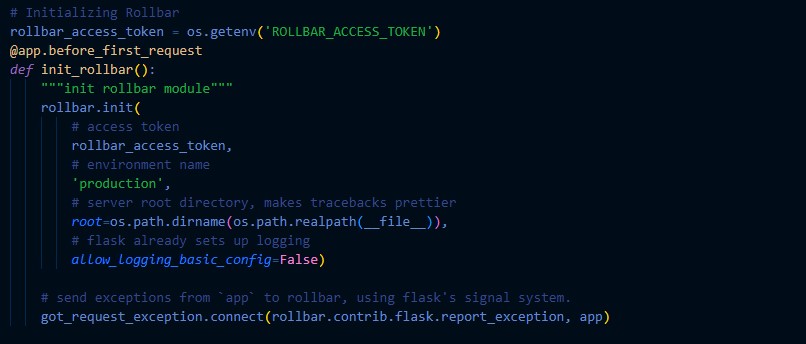 # Initializing Rollbar
rollbar_access_token = os.getenv('ROLLBAR_ACCESS_TOKEN')
@app.before_first_request
def init_rollbar():
    """init rollbar module"""
    rollbar.init(
        # access token
        rollbar_access_token,
        # environment name
        'production',
        # server root directory, makes tracebacks prettier
        root=os.path.dirname(os.path.realpath(__file__)),
        # flask already sets up logging
        allow_logging_basic_config=False)
    # send exceptions from `app` to rollbar, using flask's signal system.
    got_request_exception.connect(rollbar.contrib.flask.report_exception, app)